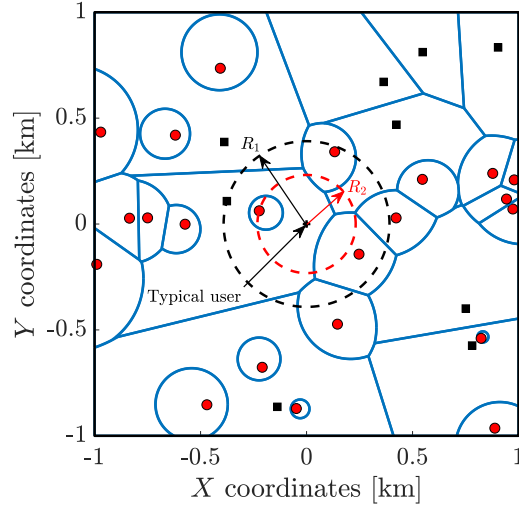 1
0.5
0
-0.5
-1
-1
-0.5
0
0.5
1
Y coordinates [km]
X coordinates [km]
R1
R2
Typical user